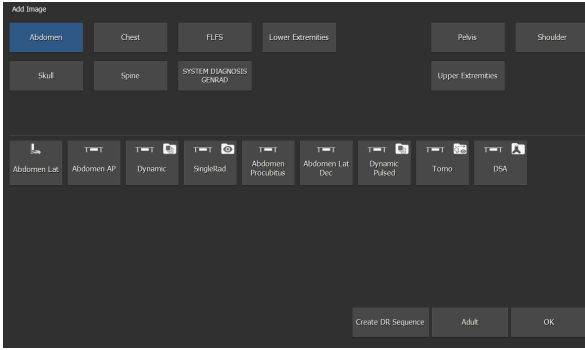 Add Image
Abdomen
Chest
FLFS
Lower Extremities
Pelvis
Shoulder
Skull
Spine
SYSTEM DIAGNOSIS
GENRAD
Upper Extremities
Abdomen Lat
Abdomen AP
Dynamic
SingleRad
Abdomen
Procubitus
Abdomen Lat
Dec
Dynamic
Pulsed
Tomo
DSA
Create DR Sequence
Adult
OK